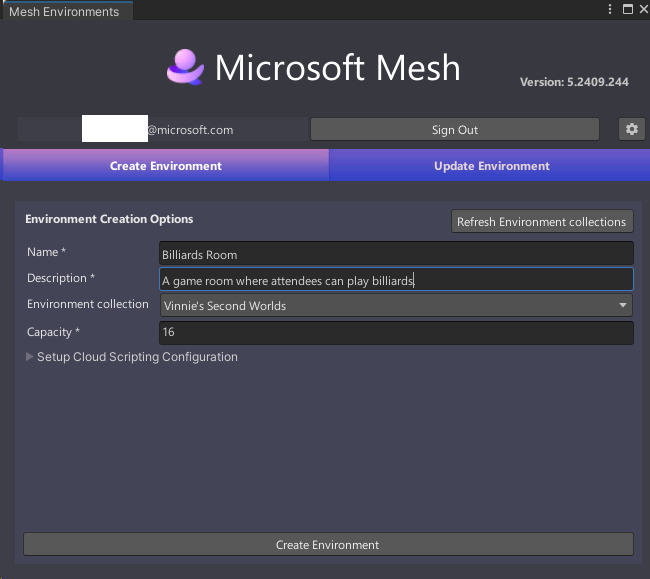 Mesh Environments
Microsoft Mesh
Version: 5.2409.244
@microsoft.com
Sign Out
Create Environment
Update Environment
Environment Creation Options
Refresh Environment collections
Name *
Billiards Room
Description *
A game room where attendees can play billiards.
Environment collection
Vinnie's Second Worlds
Capacity *
16
Setup Cloud Scripting Configuration
Create Environment